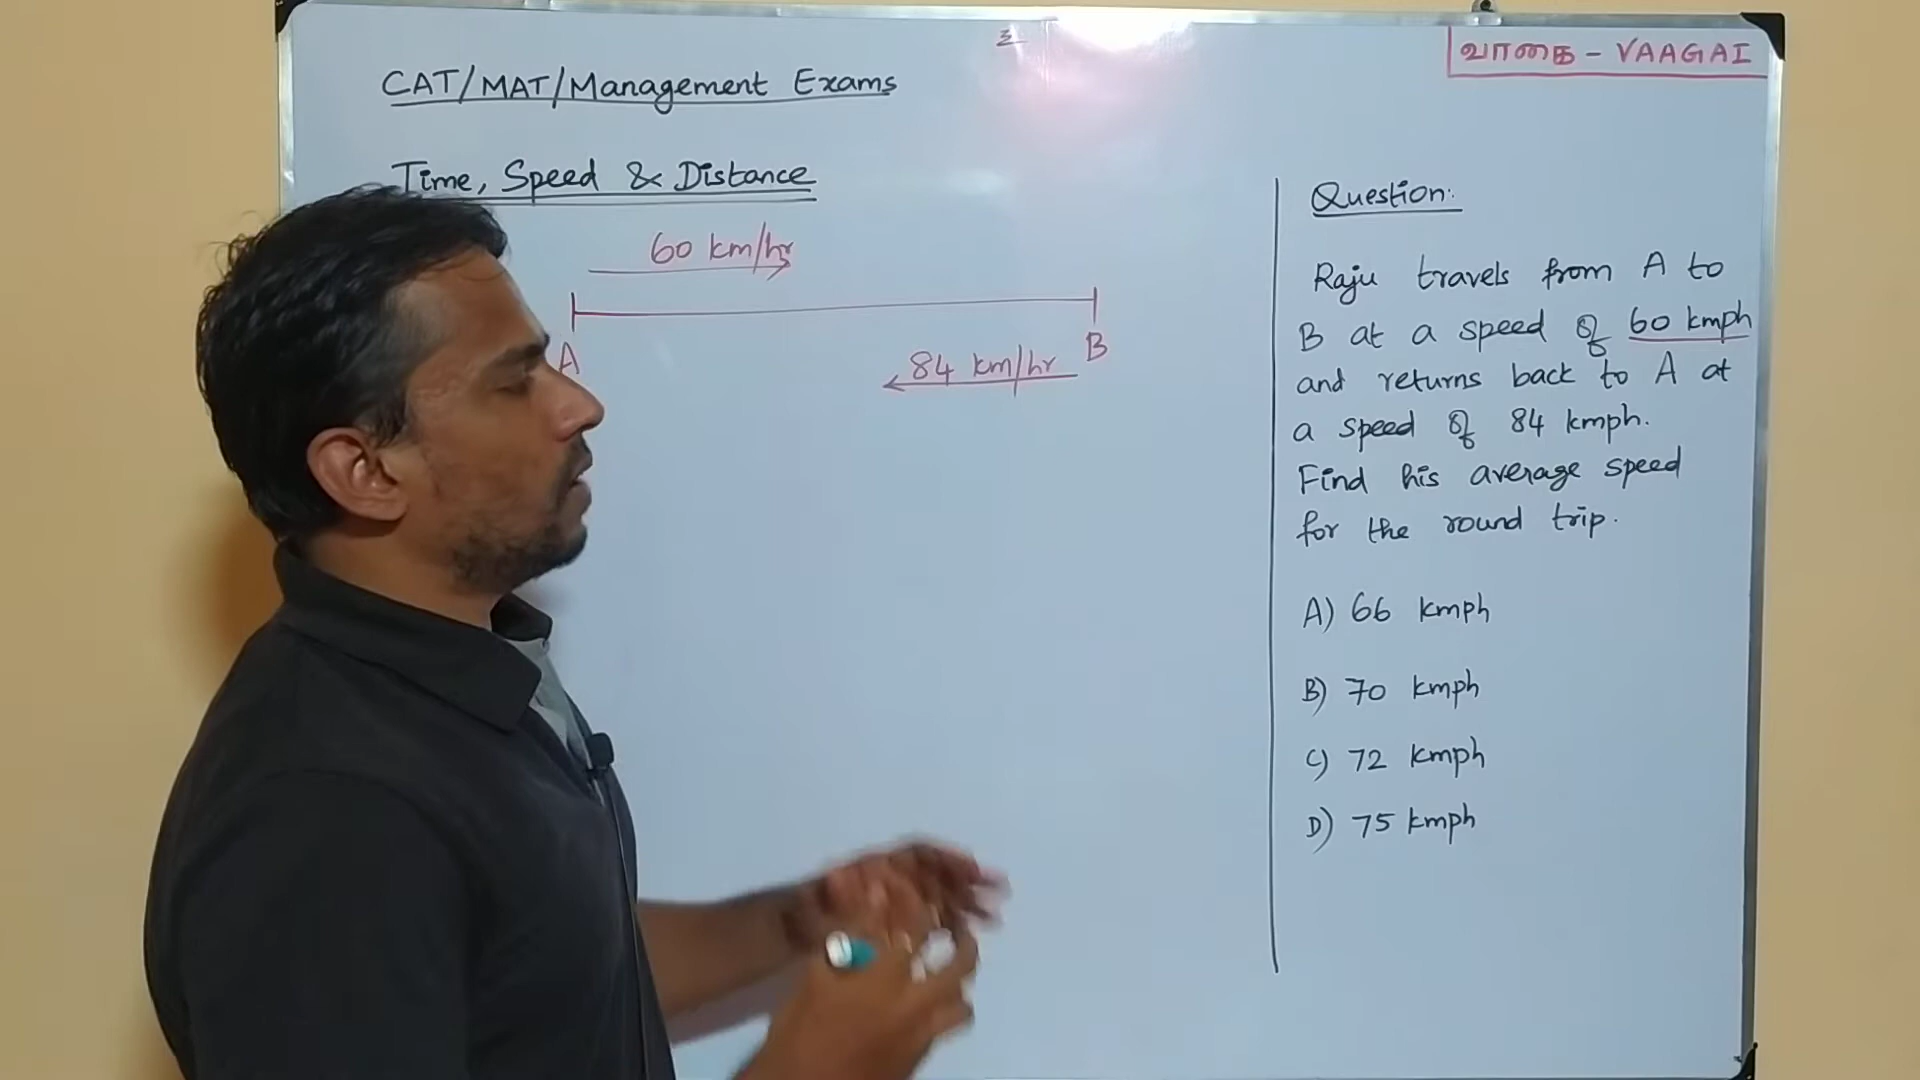 வாகை - VAAGAI
CAT/MAT/Management Exams
Time, Speed & Distance
60 km/hr
A
B
84 km/hr
Question:
Raju travels from A to
B at a speed of 60 kmph
and returns back to A at
a speed of 84 kmph.
Find his average speed
for the round trip.
A) 66 kmph
B) 70 kmph
C) 72 kmph
D) 75 kmph